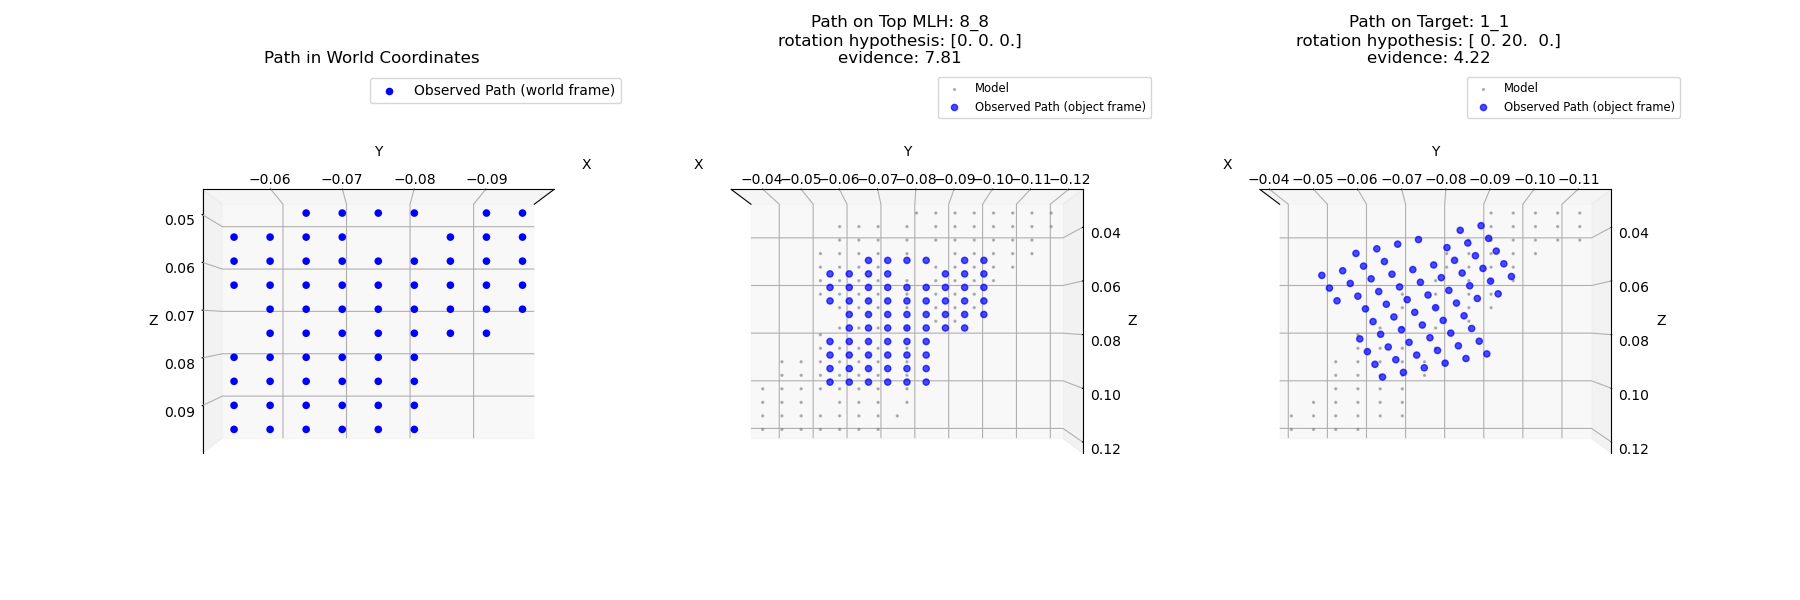 Path in World Coordinates
Observed Path (world frame)
Y
X
−0.06 −0.07 −0.08 −0.09
0.05
0.06
0.07
Z
0.08
0.09
Path on Top MLH: 8_8
rotation hypothesis: [0. 0. 0.]
evidence: 7.81
Model
Observed Path (object frame)
Y
X
−0.04 −0.05 −0.06 −0.07 −0.08 −0.09 −0.10 −0.11 −0.12
0.04
0.06
Z
0.08
0.10
0.12
Path on Target: 1_1
rotation hypothesis: [ 0. 20.  0.]
evidence: 4.22
Model
Observed Path (object frame)
Y
X
−0.04 −0.05 −0.06 −0.07 −0.08 −0.09 −0.10 −0.11
0.04
0.06
Z
0.08
0.10
0.12